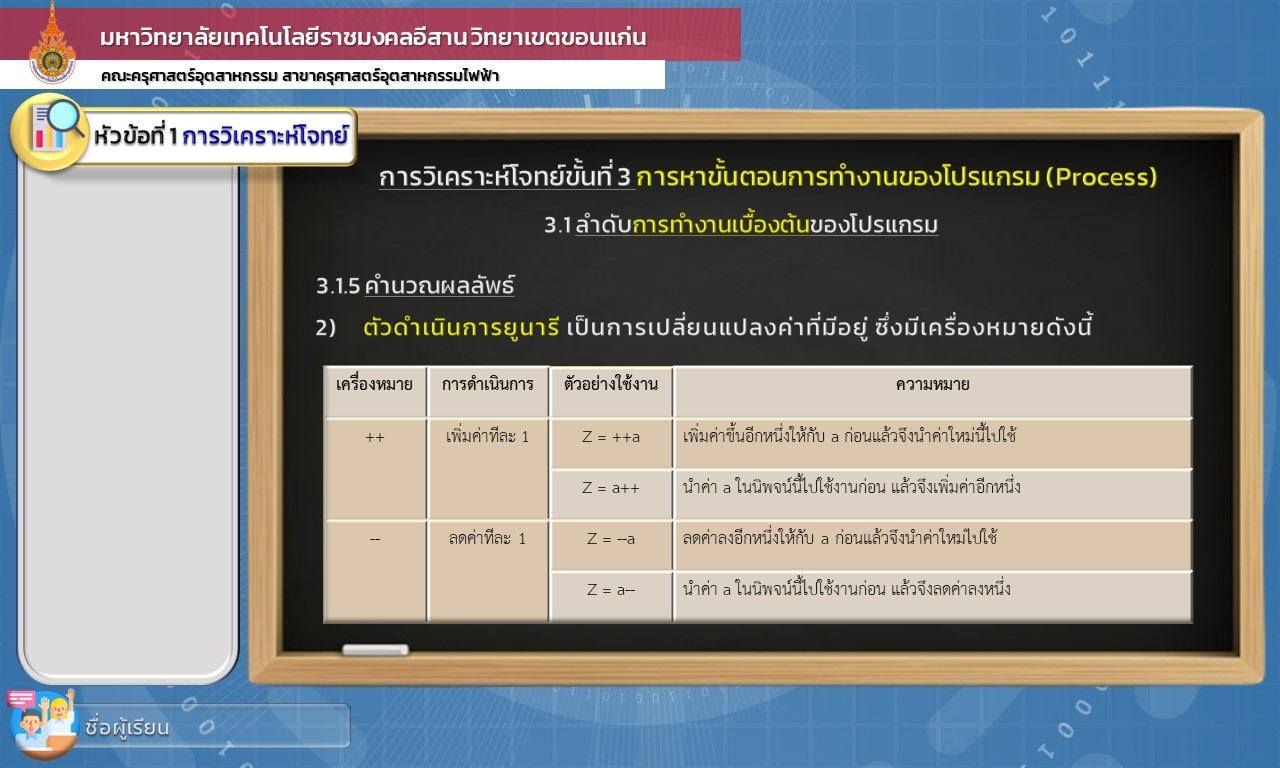 มหาวิทยาลัยเทคโนโลยีราชมงคลอีสาน วิทยาเขตขอนแก่น
คณะครุศาสตร์อุตสาหกรรม สาขาครุศาสตร์อุตสาหกรรมไฟฟ้า
หัวข้อที่ 1 การวิเคราะห์โจทย์
การวิเคราะห์โจทย์ขั้นที่ 3 การหาขั้นตอนการทำงานของโปรแกรม (Process)
3.1 ลำดับการทำงานเบื้องต้นของโปรแกรม
3.1.5 คำนวณผลลัพธ์
2) ตัวดำเนินการยูนารี เป็นการเปลี่ยนแปลงค่าที่มีอยู่ ซึ่งมีเครื่องหมายดังนี้
เครื่องหมาย การดำเนินการ ตัวอย่างใช้งาน ความหมาย
++ เพิ่มค่าทีละ 1 Z = ++a เพิ่มค่าขึ้นอีกหนึ่งให้กับ a ก่อนแล้วจึงนำค่าใหม่นี้ไปใช้
Z = a++ นำค่า a ในนิพจน์นี้ไปใช้งานก่อน แล้วจึงเพิ่มค่าอีกหนึ่ง
-- ลดค่าทีละ 1 Z = --a ลดค่าลงอีกหนึ่งให้กับ a ก่อนแล้วจึงนำค่าใหม่ไปใช้
Z = a-- นำค่า a ในนิพจน์นี้ไปใช้งานก่อน แล้วจึงลดค่าลงหนึ่ง
ชื่อผู้เรียน